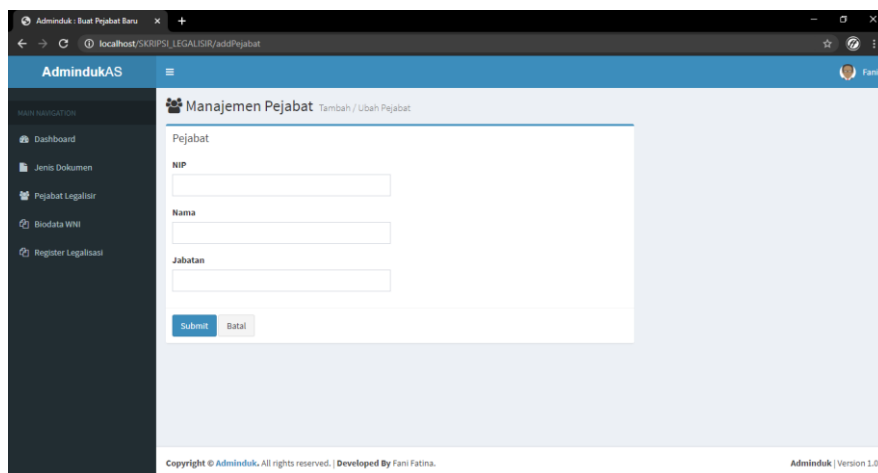 Adminduk : Buat Pejabat Baru
localhost/SKRIPSI_LEGALISIR/addPejabat
AdmindukAS
Fani
MAIN NAVIGATION
Dashboard
Jenis Dokumen
Pejabat Legalisir
Biodata WNI
Register Legalisasi
Manajemen Pejabat Tambah / Ubah Pejabat
Pejabat
NIP
Nama
Jabatan
Submit Batal
Copyright © Adminduk. All rights reserved. | Developed By Fani Fatina.
Adminduk | Version 1.0